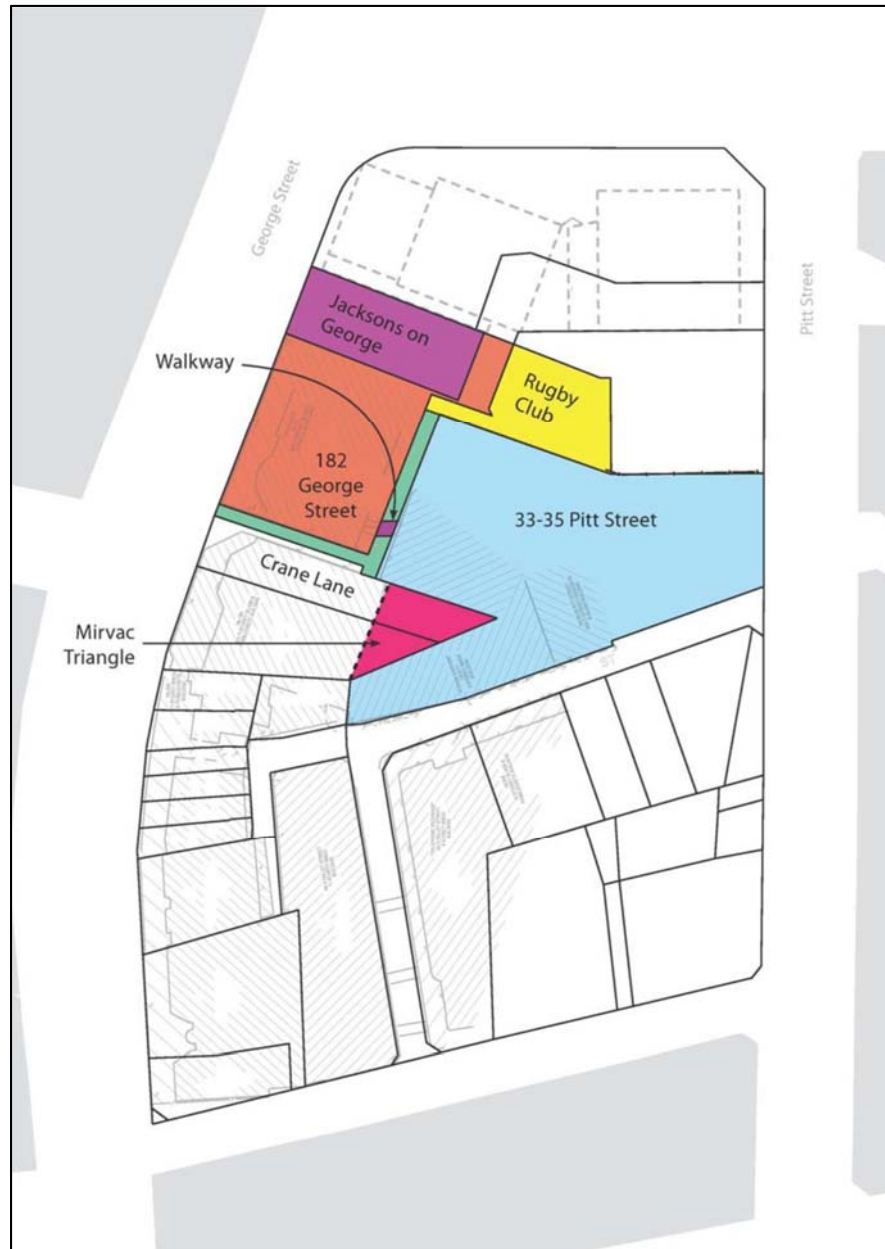 George Street
Pitt Street
Jacksons on
George
Walkway
Rugby
Club
182
George
Street
33-35 Pitt Street
Crane Lane
Mirvac
Triangle